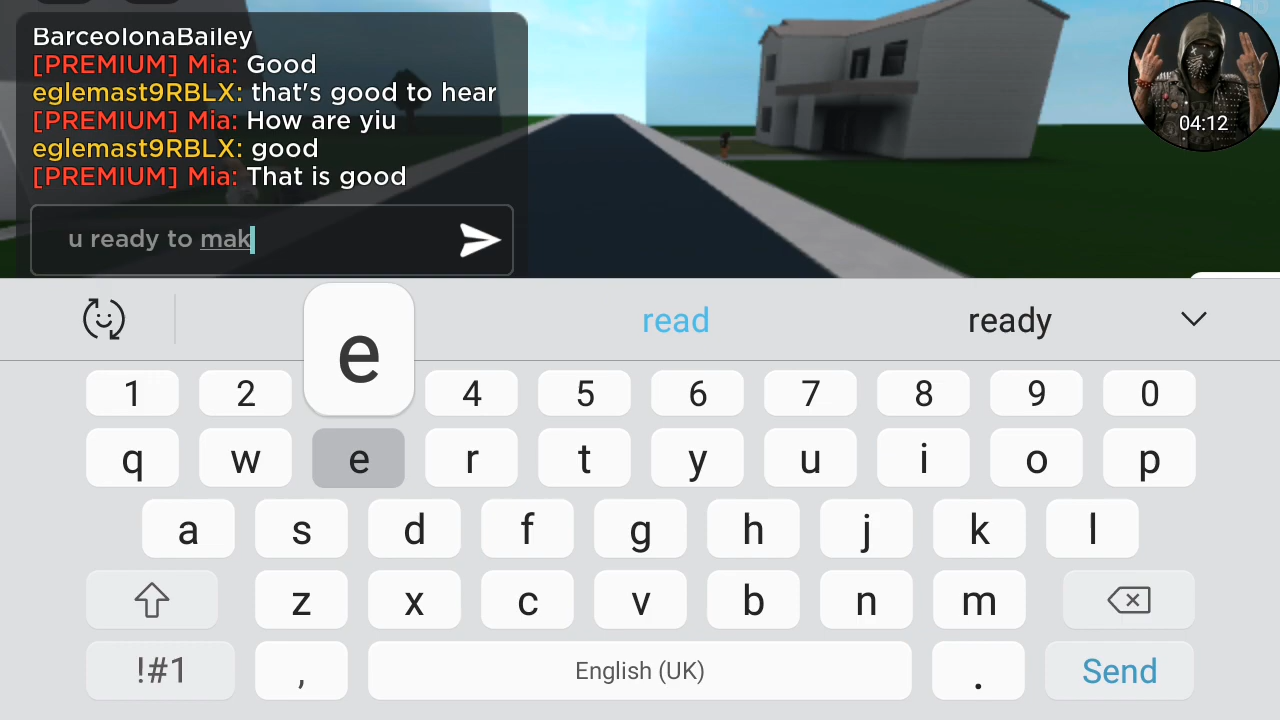 BarceolonaBailey
[PREMIUM] Mia: Good
eglemast9RBLX: that's good to hear
[PREMIUM] Mia: How are yiu
eglemast9RBLX: good
[PREMIUM] Mia: That is good
04:12
u ready to mak
e read ready
1 2 4 5 6 7 8 9 0
q w e r t y u i o p
a s d f g h j k l
z x c v b n m
!#1 , English (UK) . Send